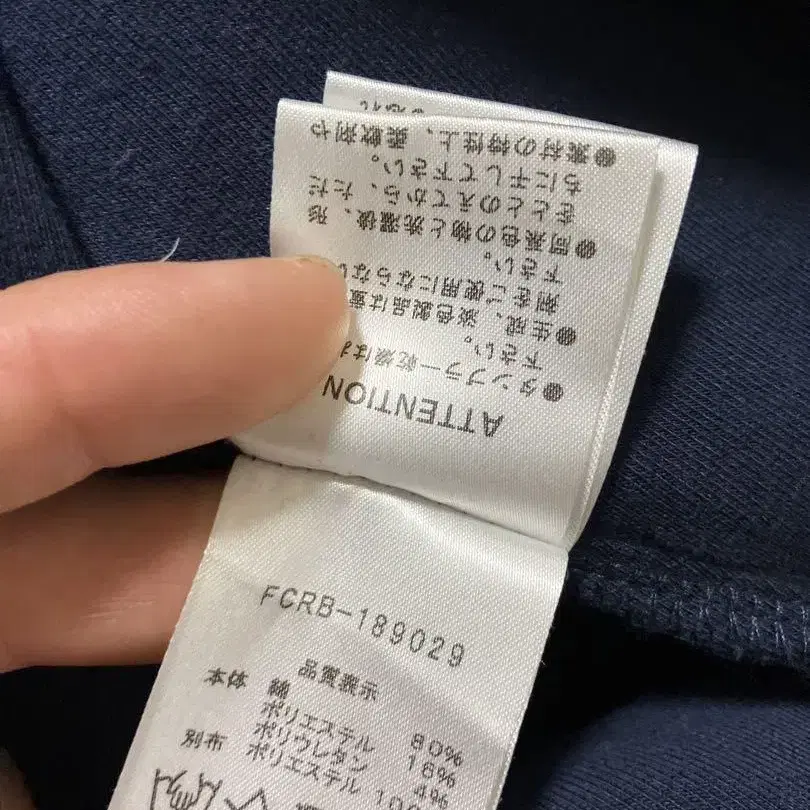 ATTENTION
●タンブラー乾燥はお
下さい。
●生成、淡色製品は蛍
剤をご使用にならない
下さい。
●同系色の物と洗濯後、形
をととのえてから、ただ
ちに干して下さい。
●素材の特性上、柔軟剤や
FCRB-189029
品質表示
本体 綿 80%
ポリエステル 16%
ポリウレタン 4%
別布 ポリエステル 100